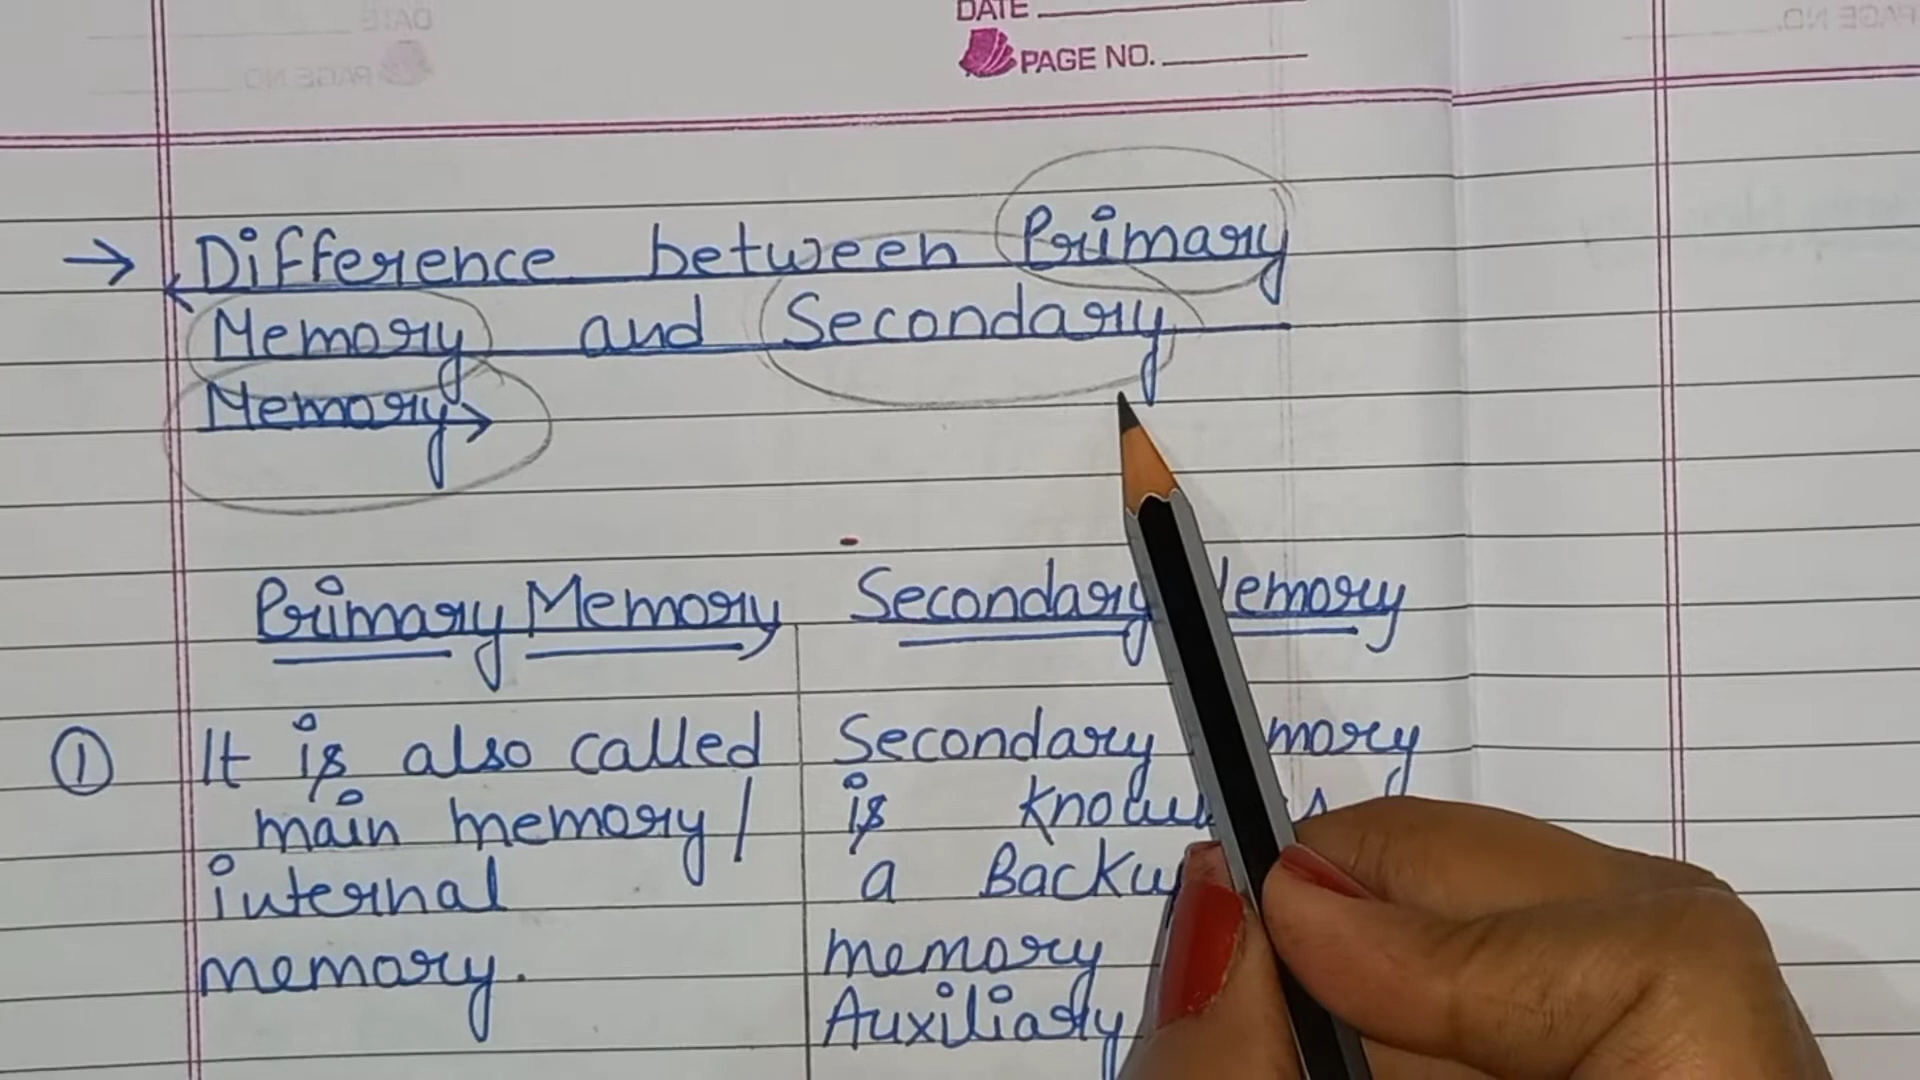 DATE
PAGE NO.
→ Difference between Primary
Memory and Secondary
Memory→
Primary Memory Secondary
① It is also called
main memory /
internal
memory.
Secondary
is
a
memory
Auxiliary